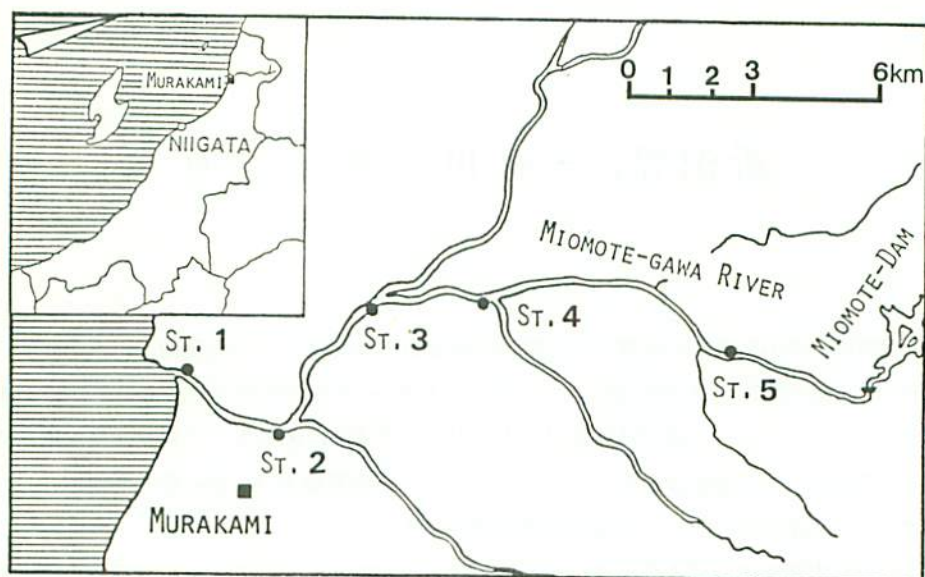 MURAKAMI
NIIGATA
0 1 2 3 6km
MIOMOTE-GAWA RIVER
MIOMOTE-DAM
ST. 1
ST. 3
ST. 4
ST. 5
ST. 2
MURAKAMI